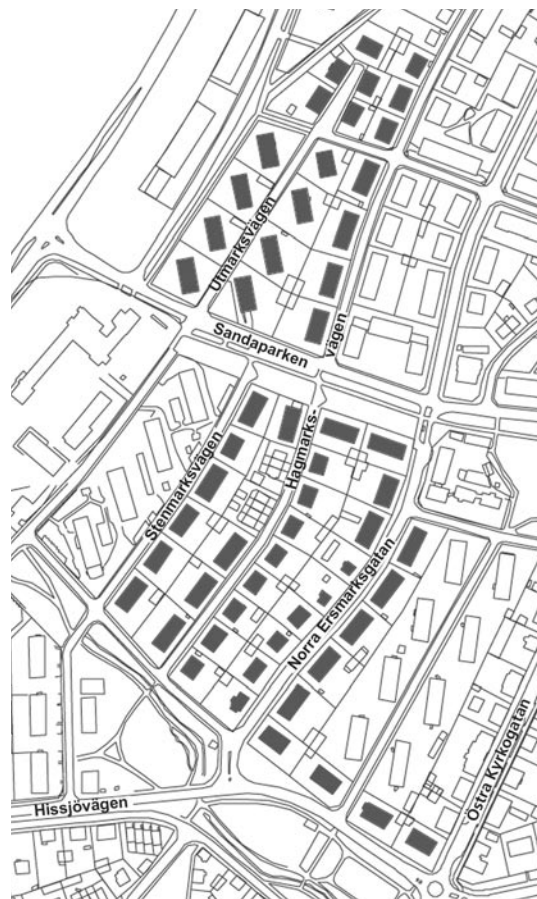 Utmarksvägen
Sandaparken
Hagmarks-
vägen
Stenmarksvägen
Norra Ersmarksgatan
Östra Kyrkogatan
Hissjövägen